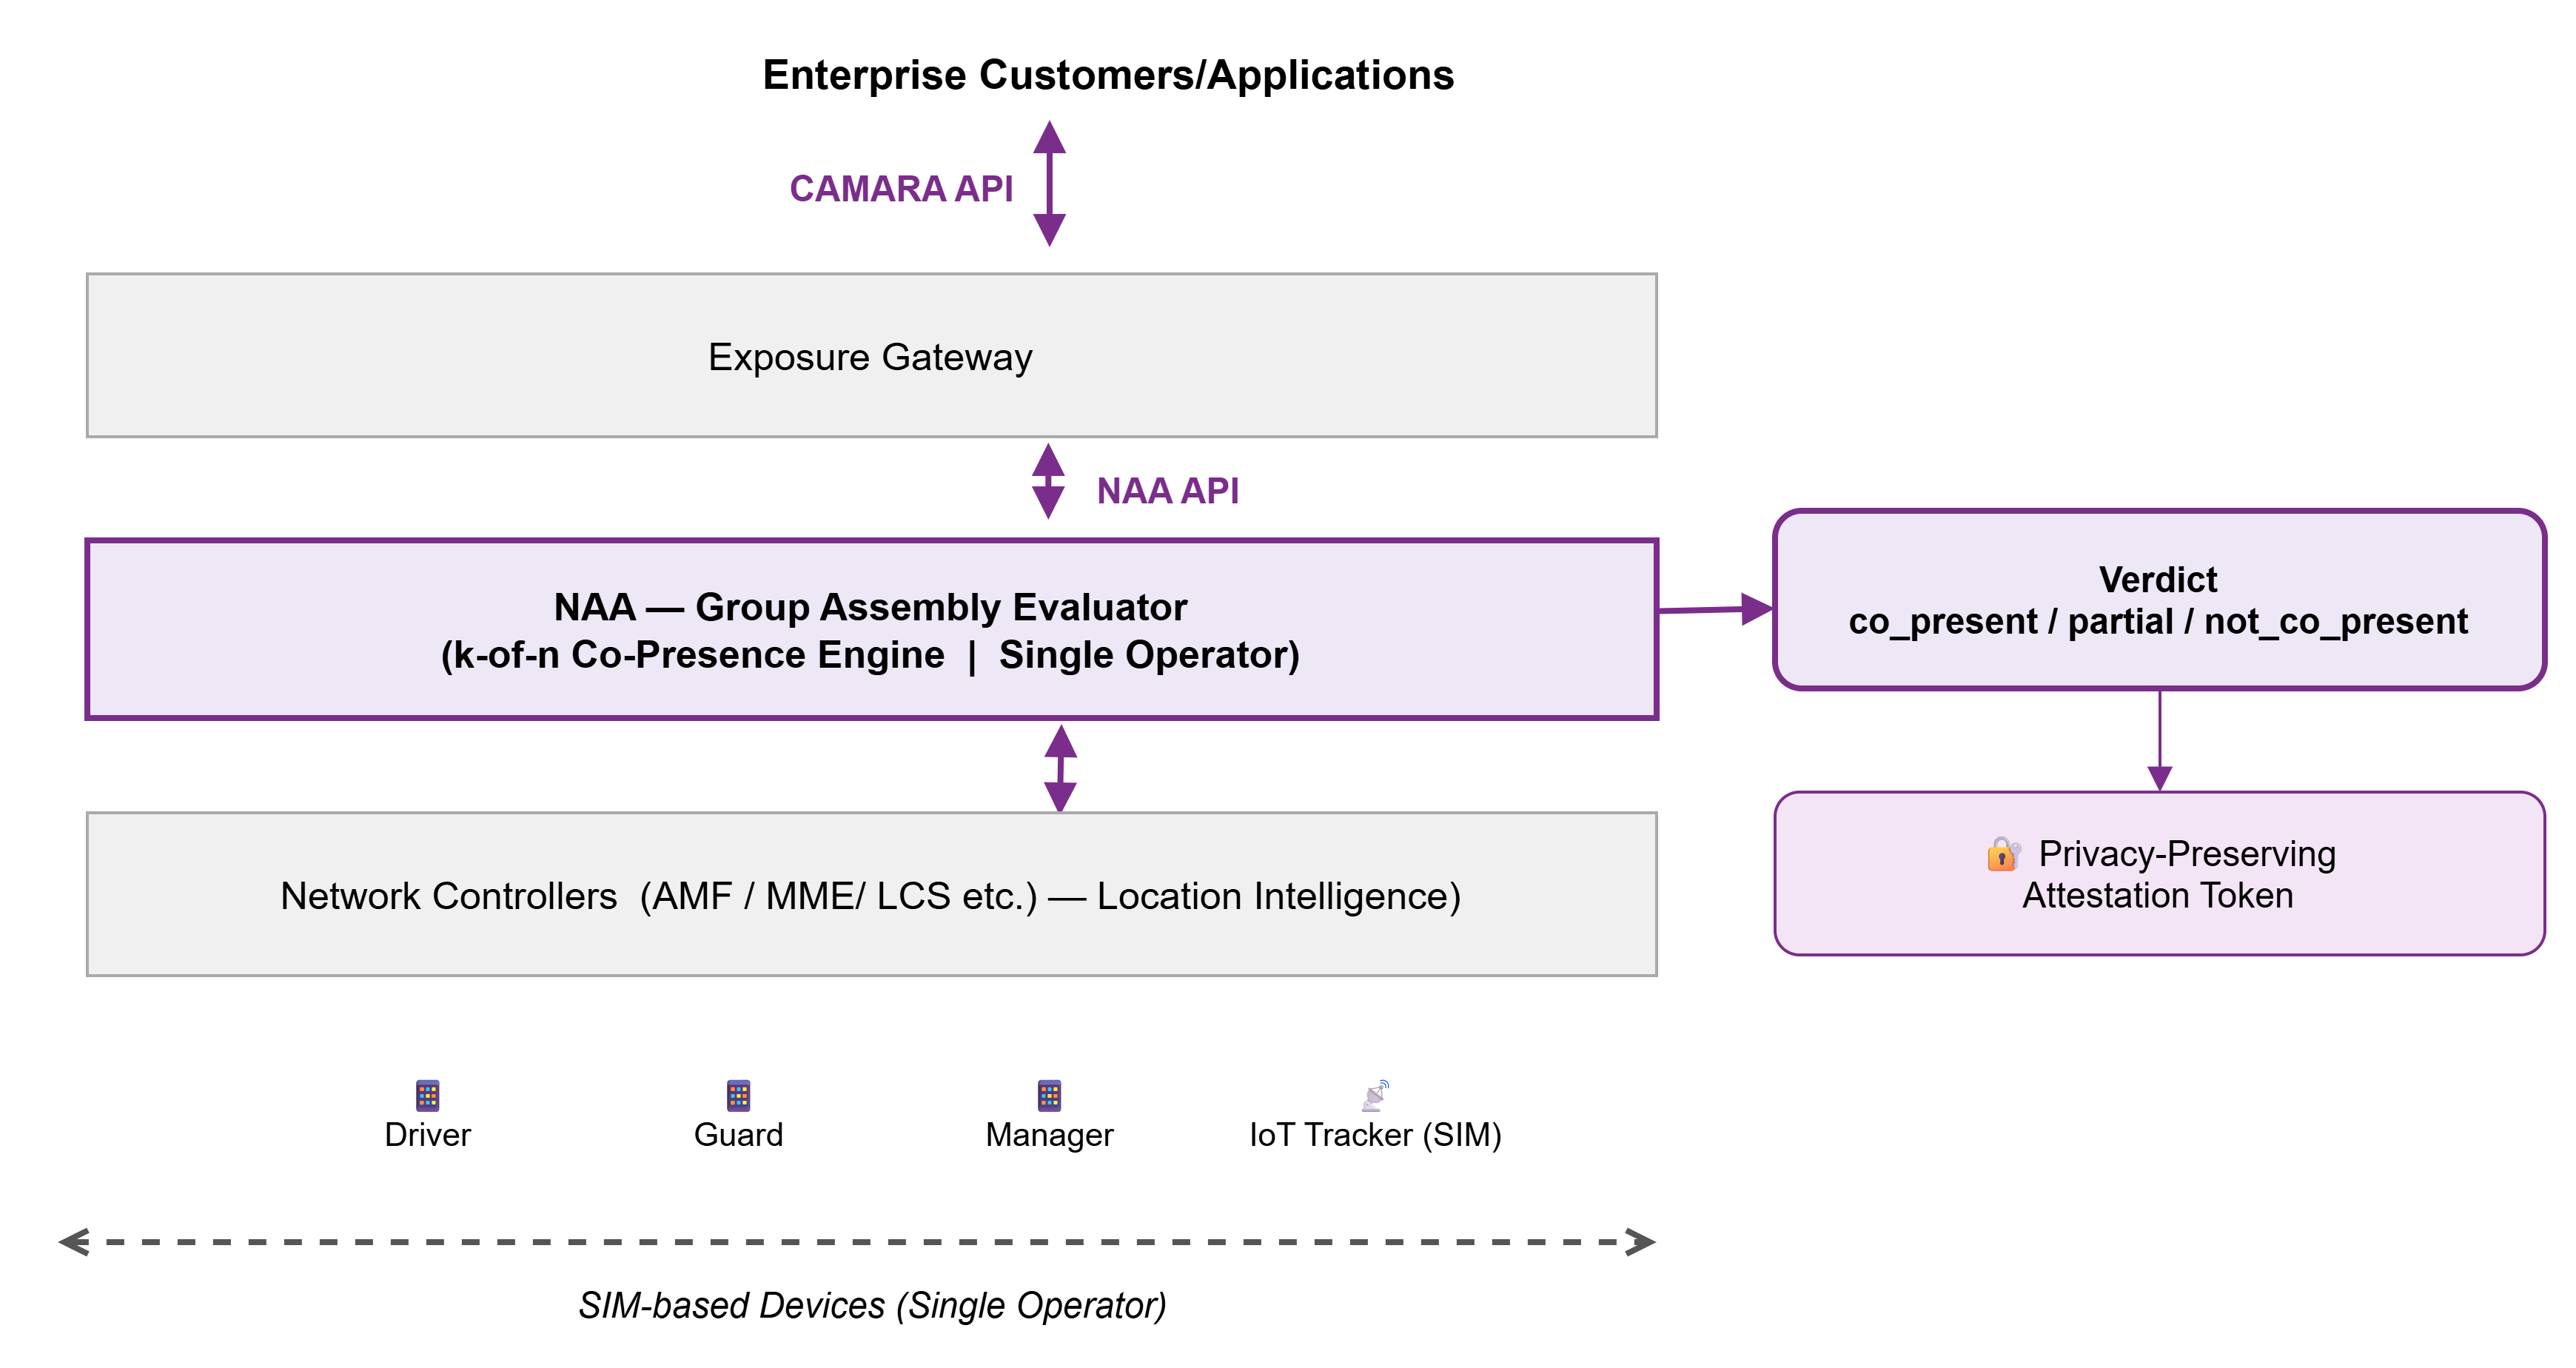 Enterprise Customers/Applications
CAMARA API
Exposure Gateway
NAA API
NAA — Group Assembly Evaluator
(k-of-n Co-Presence Engine | Single Operator)
Verdict
co_present / partial / not_co_present
Network Controllers (AMF / MME/ LCS etc.) — Location Intelligence)
Privacy-Preserving
Attestation Token
Driver
Guard
Manager
IoT Tracker (SIM)
SIM-based Devices (Single Operator)